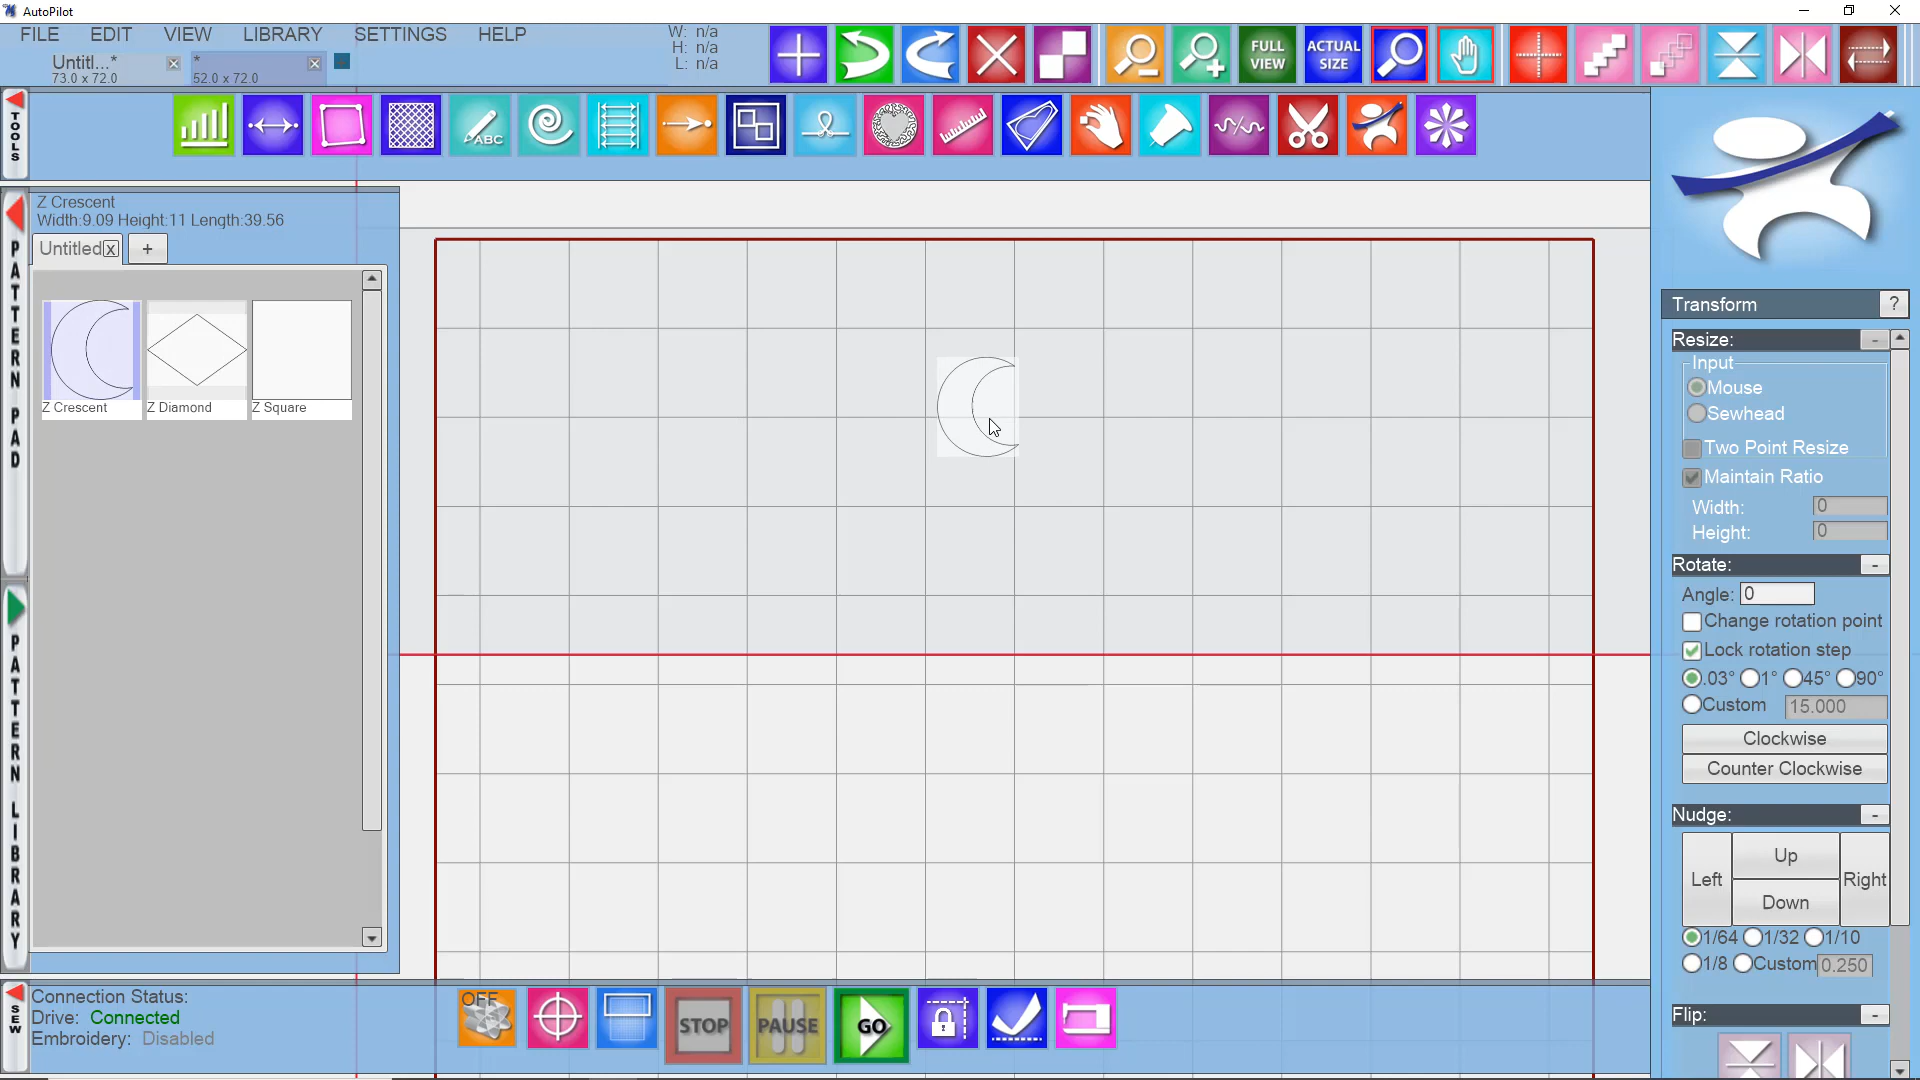 AutoPilot
FILE EDIT VIEW LIBRARY SETTINGS HELP
W: n/a
H: n/a
L: n/a
Untitl...*
73.0 x 72.0
*
52.0 x 72.0
FULL VIEW
ACTUAL SIZE
TOOLS
ABC
PATTERN PAD
Z Crescent
Width:9.09 Height:11 Length:39.56
Untitled x +
Z Crescent Z Diamond Z Square
PATTERN LIBRARY
Transform ?
Resize: -
Input
Mouse
Sewhead
Two Point Resize
Maintain Ratio
Width: 0
Height: 0
Rotate: -
Angle: 0
Change rotation point
Lock rotation step
.03° 1° 45° 90°
Custom 15.000
Clockwise
Counter Clockwise
Nudge: -
Left Up Down Right
1/64 1/32 1/10
1/8 Custom 0.250
Flip: -
SEW
Connection Status:
Drive: Connected
Embroidery: Disabled
OFF
STOP
PAUSE
GO